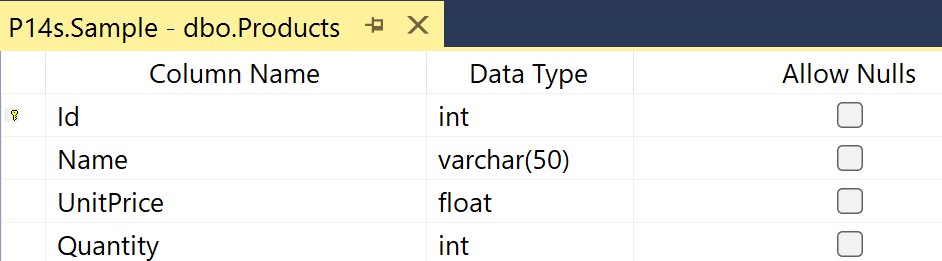 P14s.Sample - dbo.Products
Column Name Data Type Allow Nulls
Id int
Name varchar(50)
UnitPrice float
Quantity int